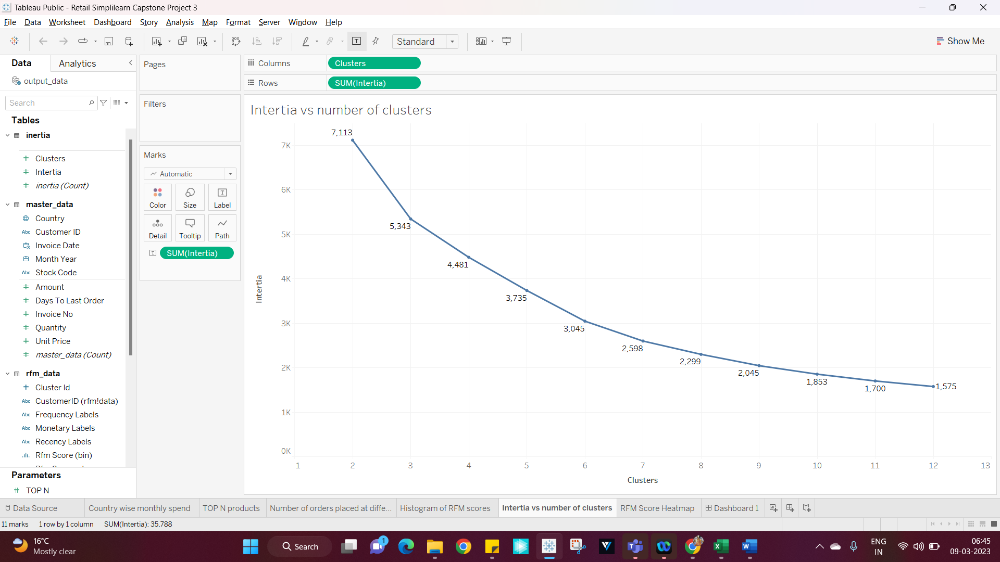 Tableau Public - Retail Simplilearn Capstone Project 3
File Data Worksheet Dashboard Story Analysis Map Format Server Window Help
Standard
Show Me
Data Analytics
output_data
Search
Tables
inertia
Clusters
Intertia
inertia (Count)
master_data
Country
Abc Customer ID
Invoice Date
Month Year
Abc Stock Code
Amount
Days To Last Order
Invoice No
Quantity
Unit Price
master_data (Count)
rfm_data
Cluster Id
Abc CustomerID (rfm!data)
Abc Frequency Labels
Abc Monetary Labels
Abc Recency Labels
Rfm Score (bin)
Parameters
TOP N
Pages
Filters
Marks
Automatic
Color Size Label
Detail Tooltip Path
SUM(Intertia)
Columns Clusters
Rows SUM(Intertia)
Intertia vs number of clusters
7,113
5,343
4,481
3,735
3,045
2,598
2,299
2,045
1,853
1,700
1,575
7K
6K
5K
4K
3K
2K
1K
0K
Intertia
1 2 3 4 5 6 7 8 9 10 11 12 13
Clusters
Data Source Country wise monthly spend TOP N products Number of orders placed at diffe... Histogram of RFM scores Intertia vs number of clusters RFM Score Heatmap Dashboard 1
11 marks 1 row by 1 column SUM(Intertia): 35,788
16°C
Mostly clear
Search
1
ENG
IN
06:45
09-03-2023